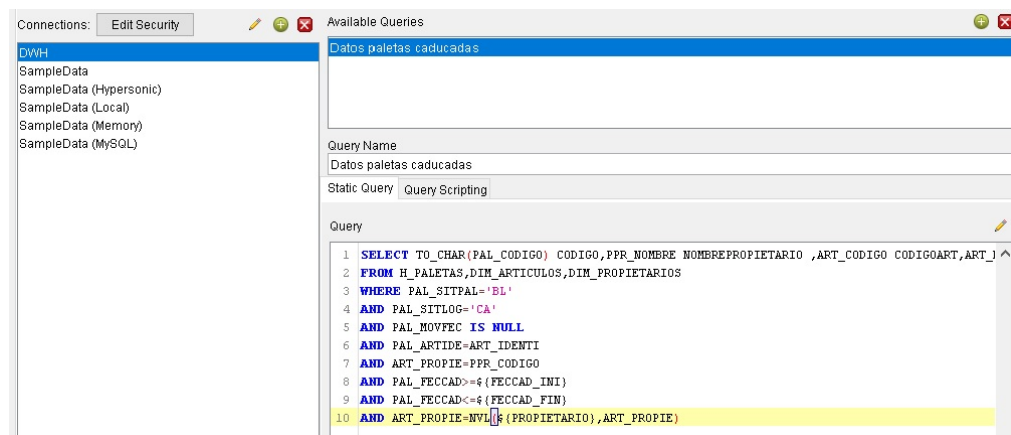 Connections: Edit Security
DWH
SampleData
SampleData (Hypersonic)
SampleData (Local)
SampleData (Memory)
SampleData (MySQL)
Available Queries
Datos paletas caducadas
Query Name
Datos paletas caducadas
Static Query Query Scripting
Query
1 SELECT TO_CHAR(PAL_CODIGO) CODIGO,PPR_NOMBRE NOMBREPROPIETARIO ,ART_CODIGO CODIGOART,
2 FROM H_PALETAS,DIM_ARTICULOS,DIM_PROPIETARIOS
3 WHERE PAL_SITPAL='BL'
4 AND PAL_SITLOG='CA'
5 AND PAL_MOVFEC IS NULL
6 AND PAL_ARTIDE=ART_IDENTI
7 AND ART_PROPIE=PPR_CODIGO
8 AND PAL_FECCAD>=${FECCAD_INI}
9 AND PAL_FECCAD<=${FECCAD_FIN}
10 AND ART_PROPIE=NVL(${PROPIETARIO},ART_PROPIE)